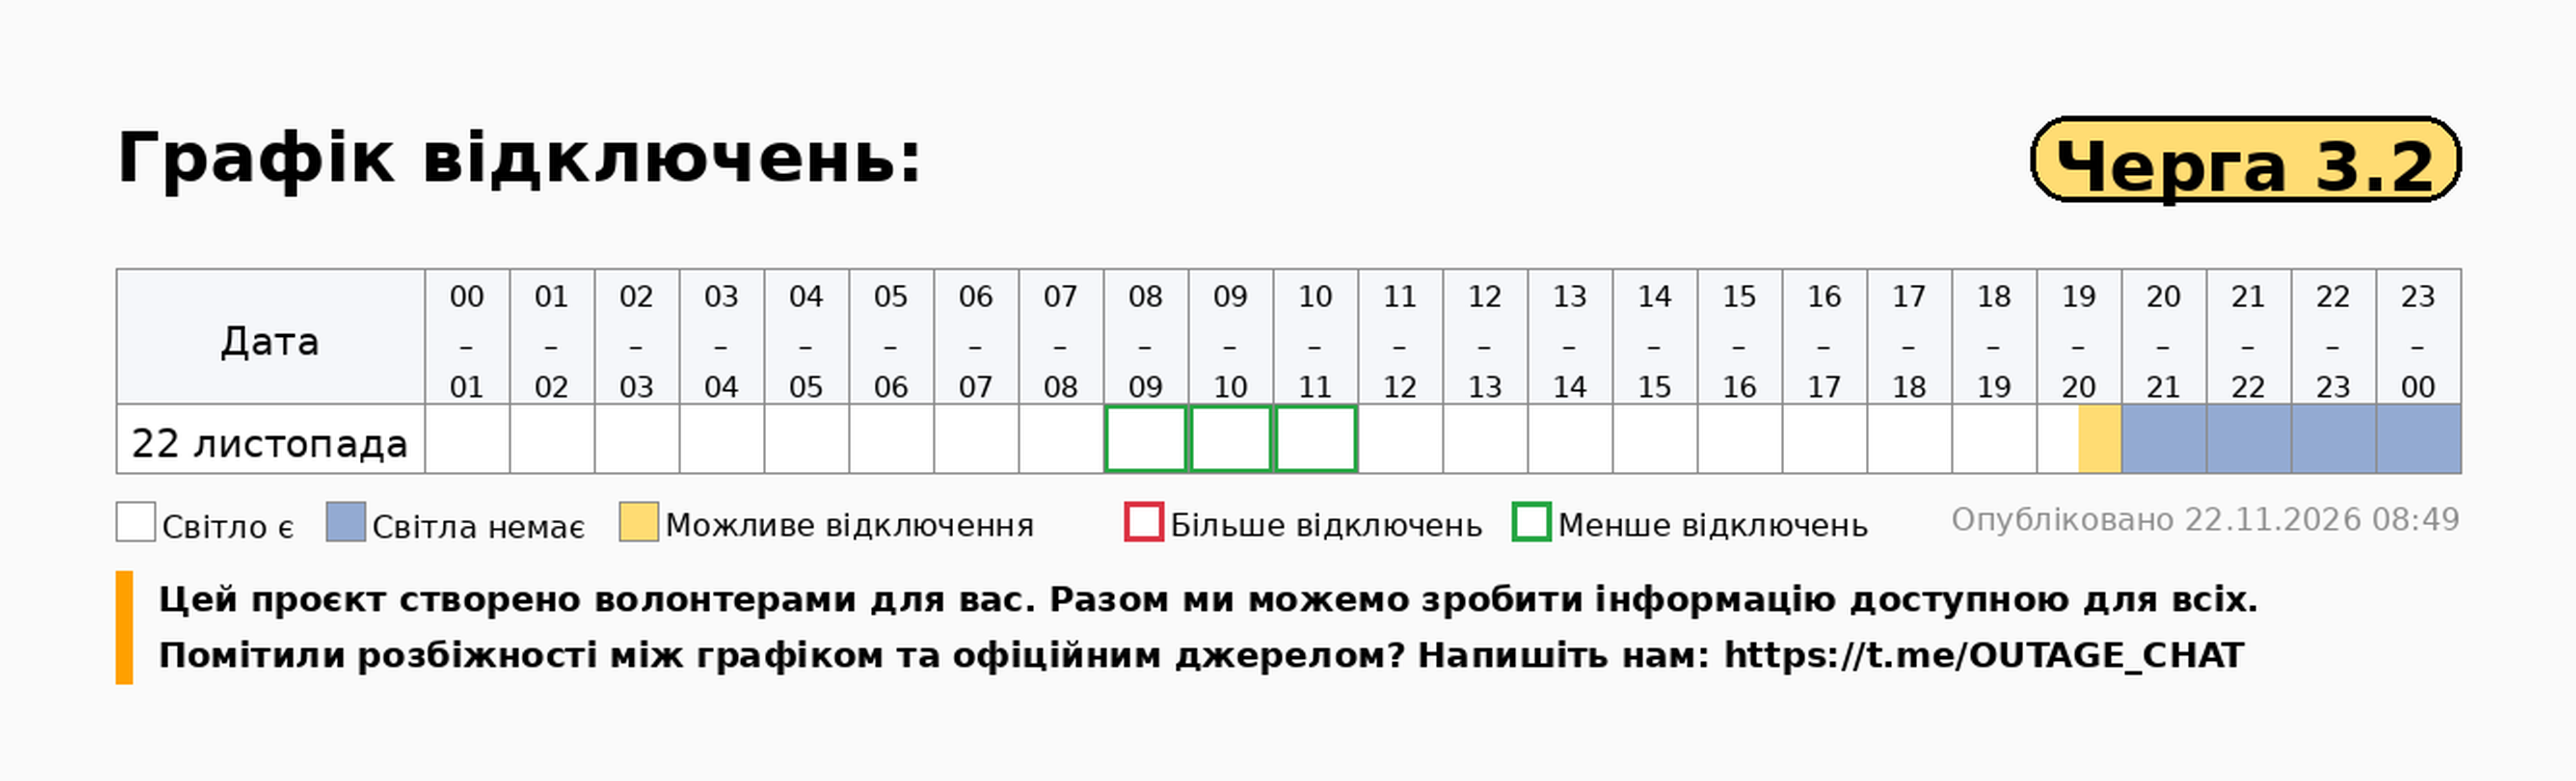 Графік відключень:
Черга 3.2
Дата
00 – 01
01 – 02
02 – 03
03 – 04
04 – 05
05 – 06
06 – 07
07 – 08
08 – 09
09 – 10
10 – 11
11 – 12
12 – 13
13 – 14
14 – 15
15 – 16
16 – 17
17 – 18
18 – 19
19 – 20
20 – 21
21 – 22
22 – 23
23 – 00
22 листопада
Світло є
Світла немає
Можливе відключення
Більше відключень
Менше відключень
Опубліковано 22.11.2026 08:49
Цей проєкт створено волонтерами для вас. Разом ми можемо зробити інформацію доступною для всіх.
Помітили розбіжності між графіком та офіційним джерелом? Напишіть нам: https://t.me/OUTAGE_CHAT